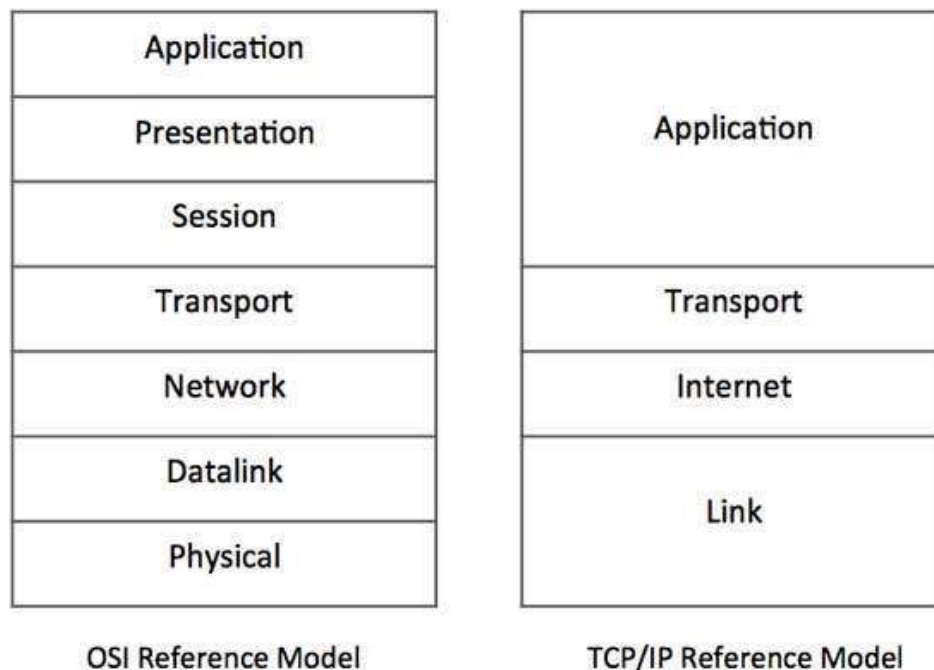 Application
Presentation
Session
Transport
Network
Datalink
Physical
OSI Reference Model
Application
Transport
Internet
Link
TCP/IP Reference Model